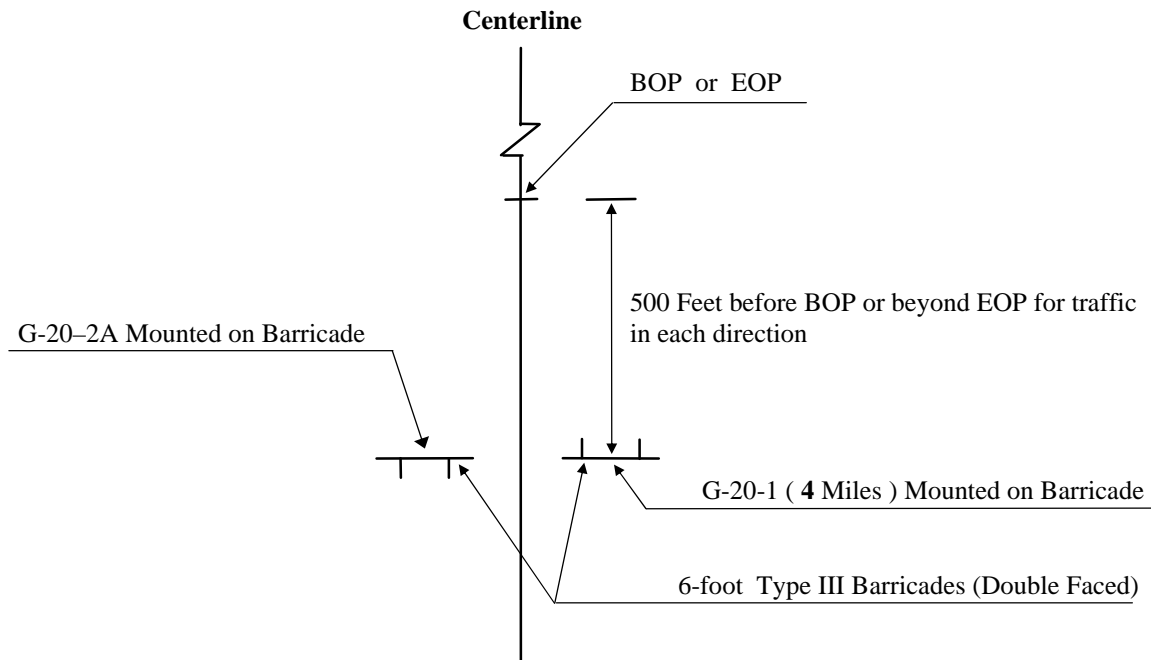 Centerline
BOP or EOP
500 Feet before BOP or beyond EOP for traffic
in each direction
G-20–2A Mounted on Barricade
G-20-1 ( 4 Miles ) Mounted on Barricade
6-foot Type III Barricades (Double Faced)